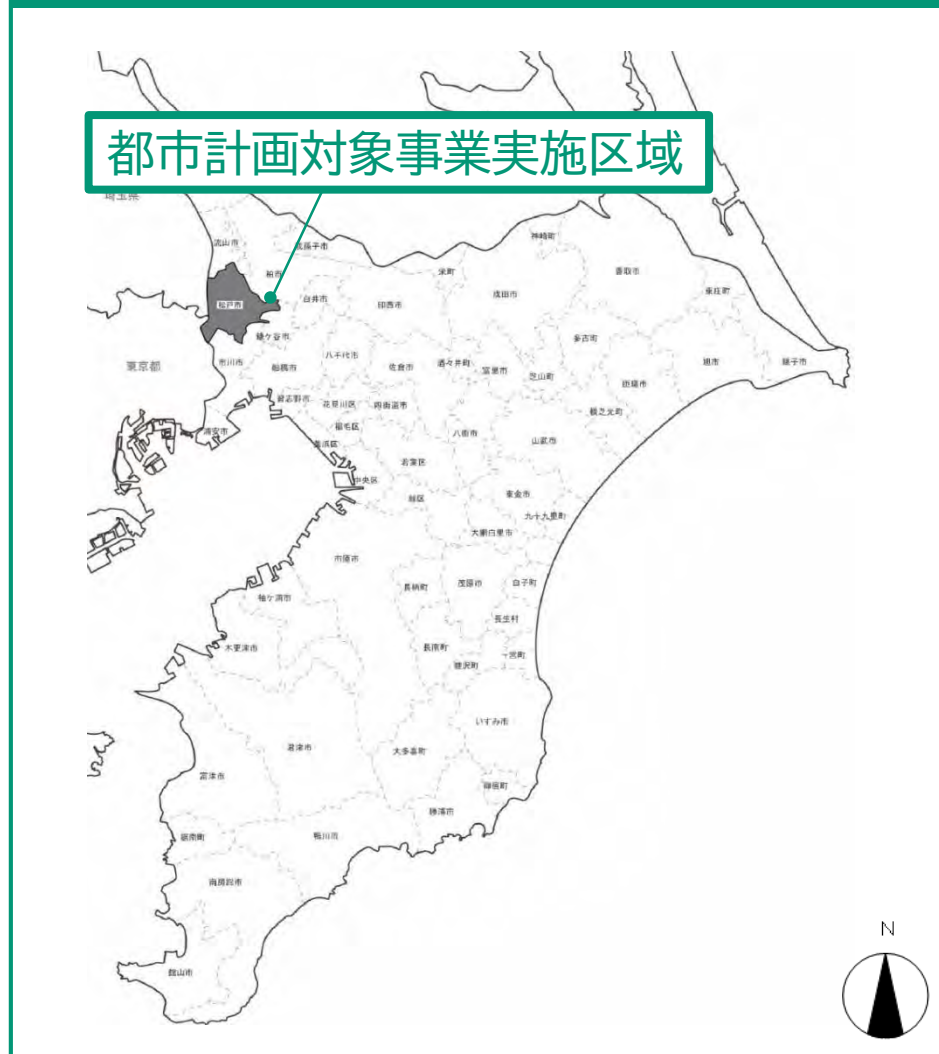 都市計画対象事業実施区域
埼玉県
神崎町
流山市
我孫子市
栄町
香取市
柏市
成田市
東庄町
松戸市
白井市
印西市
鎌ケ谷市
多古町
東京都
市川市
船橋市
八千代市
佐倉市
酒々井町
富里市
芝山町
匝瑳市
旭市
銚子市
習志野市
花見川区
四街道市
横芝光町
浦安市
稲毛区
美浜区
八街市
山武市
若葉区
中央区
緑区
東金市
九十九里町
大網白里市
市原市
長柄町
茂原市
白子町
袖ケ浦市
長生村
木更津市
長南町
一宮町
睦沢町
いすみ市
君津市
大多喜町
富津市
御宿町
勝浦市
鋸南町
鴨川市
南房総市
館山市
N